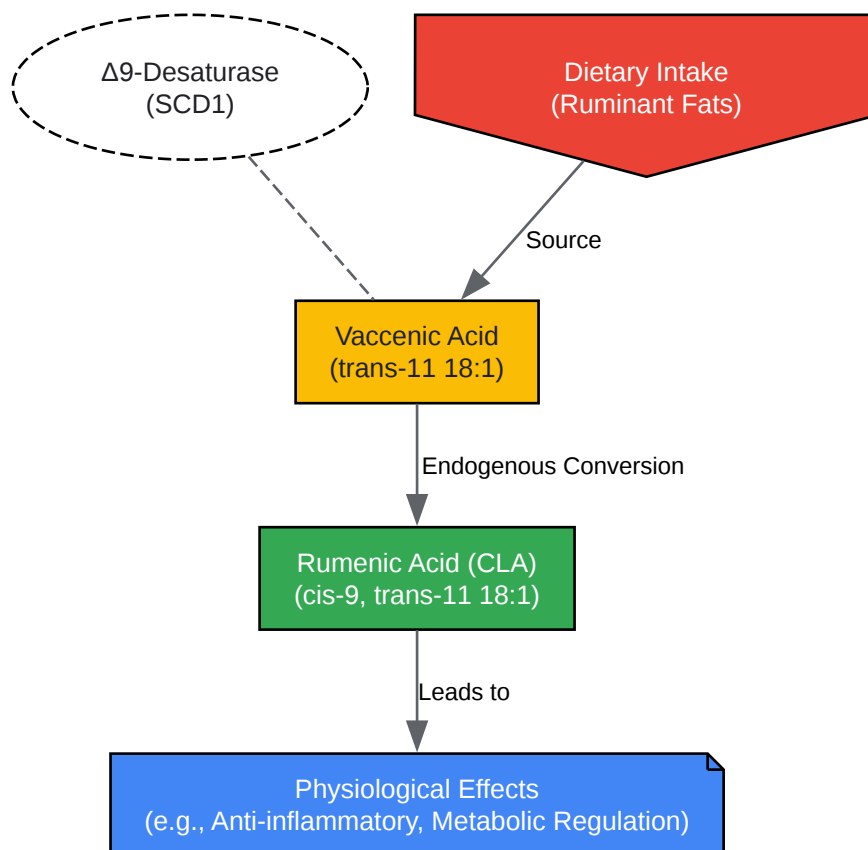 Δ9-Desaturase
(SCD1)
Dietary Intake
(Ruminant Fats)
Source
Vaccenic Acid
(trans-11 18:1)
Endogenous Conversion
Rumenic Acid (CLA)
(cis-9, trans-11 18:1)
Leads to
Physiological Effects
(e.g., Anti-inflammatory, Metabolic Regulation)